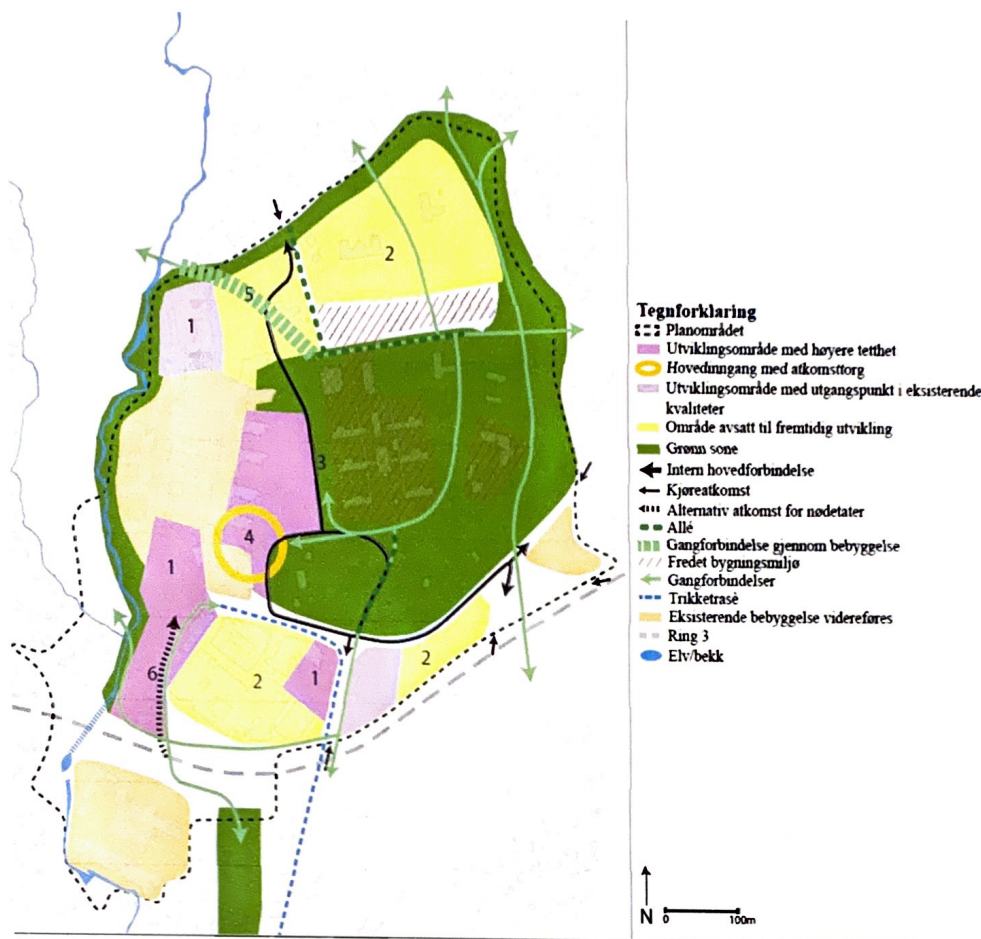 2
5
1
3
4
1
6
2
1
2
Tegnforklaring
Planområdet
Utviklingsområde med høyere tetthet
Hovedinngang med atkomsttorg
Utviklingsområde med utgangspunkt i eksisterende
kvaliteter
Område avsatt til fremtidig utvikling
Grønn sone
Intern hovedforbindelse
Kjøreatkomst
Alternativ atkomst for nødetater
Allé
Gangforbindelse gjennom bebyggelse
Fredet bygningsmiljø
Gangforbindelser
Trikketrasè
Eksisterende bebyggelse videreføres
Ring 3
Elv/bekk
N 0 100m